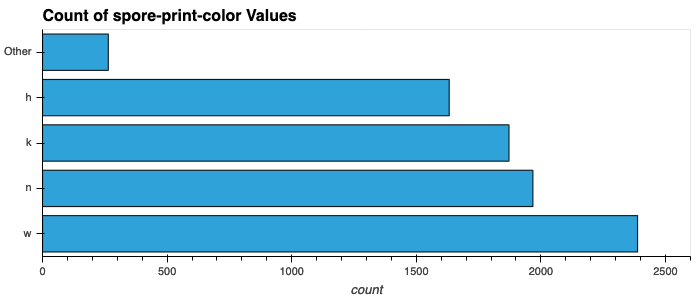 Count of spore-print-color Values
Other
h
k
n
w
0 500 1000 1500 2000 2500
count